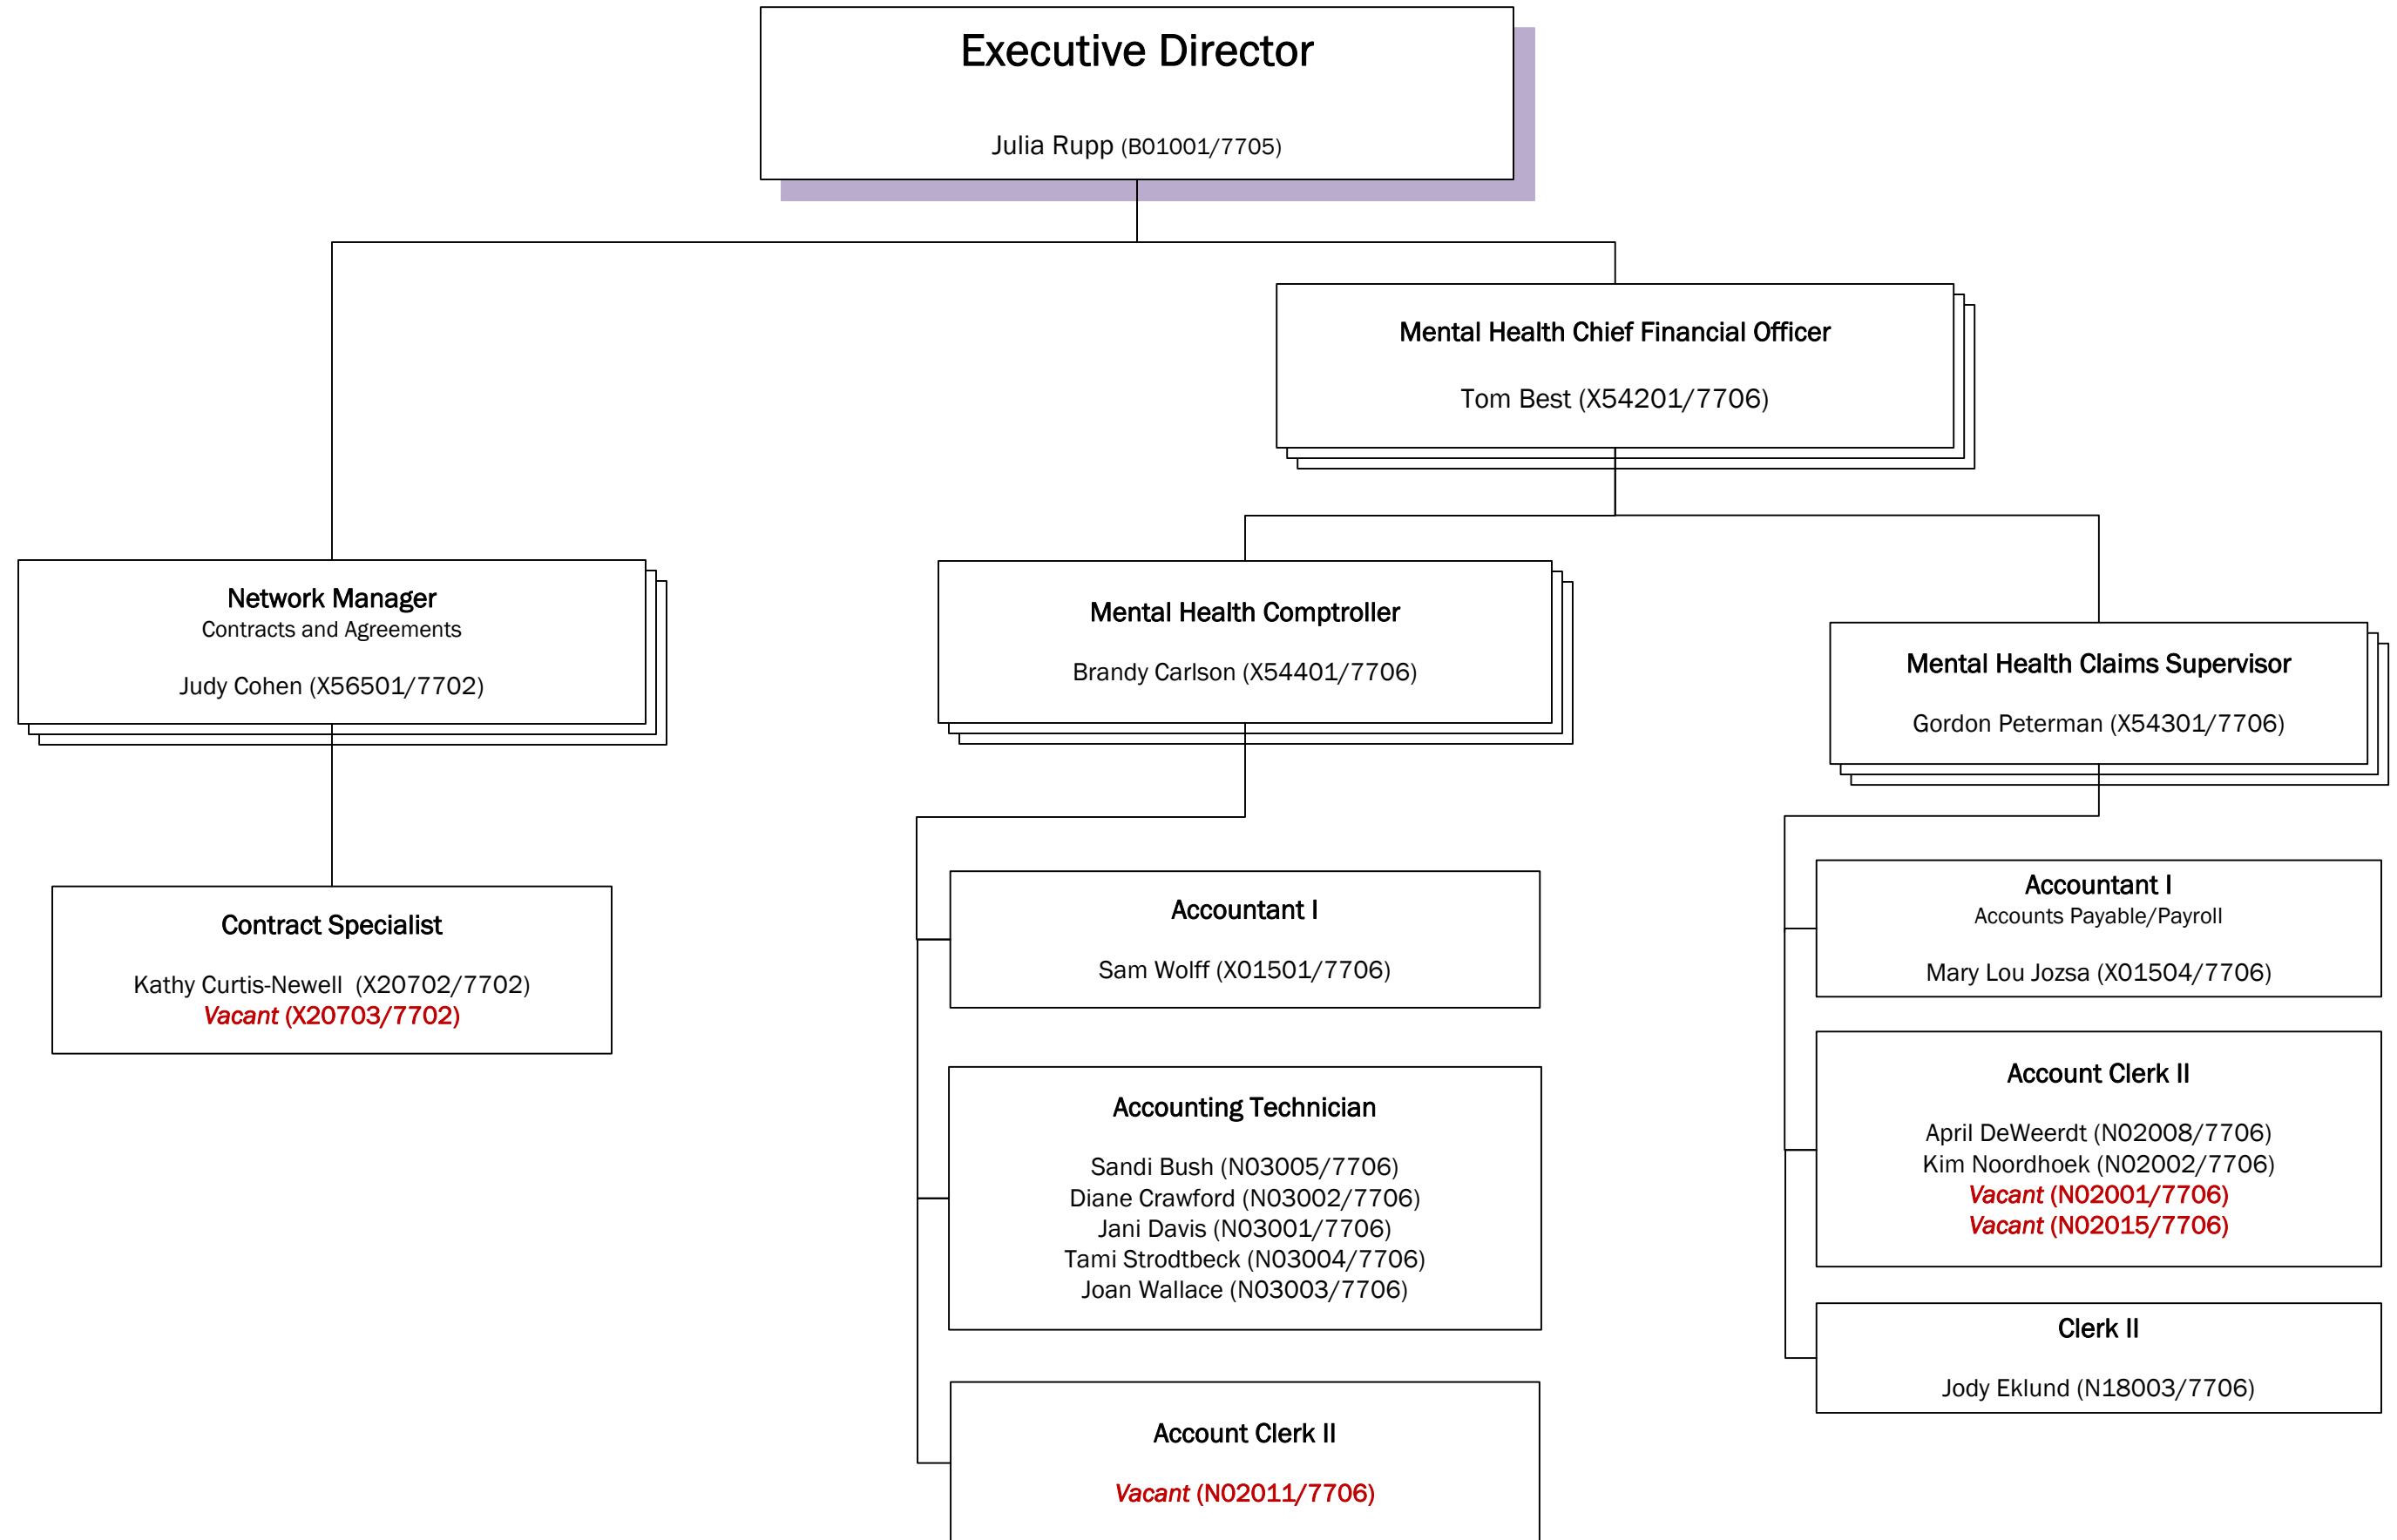 Executive Director
Julia Rupp (B01001/7705)
Mental Health Chief Financial Officer
Tom Best (X54201/7706)
Network Manager
Contracts and Agreements
Judy Cohen (X56501/7702)
Mental Health Comptroller
Brandy Carlson (X54401/7706)
Mental Health Claims Supervisor
Gordon Peterman (X54301/7706)
Contract Specialist
Kathy Curtis-Newell (X20702/7702)
Vacant (X20703/7702)
Accountant I
Sam Wolff (X01501/7706)
Accounting Technician
Sandi Bush (N03005/7706)
Diane Crawford (N03002/7706)
Jani Davis (N03001/7706)
Tami Strodtbeck (N03004/7706)
Joan Wallace (N03003/7706)
Account Clerk II
Vacant (N02011/7706)
Accountant I
Accounts Payable/Payroll
Mary Lou Jozsa (X01504/7706)
Account Clerk II
April DeWeerdt (N02008/7706)
Kim Noordhoek (N02002/7706)
Vacant (N02001/7706)
Vacant (N02015/7706)
Clerk II
Jody Eklund (N18003/7706)